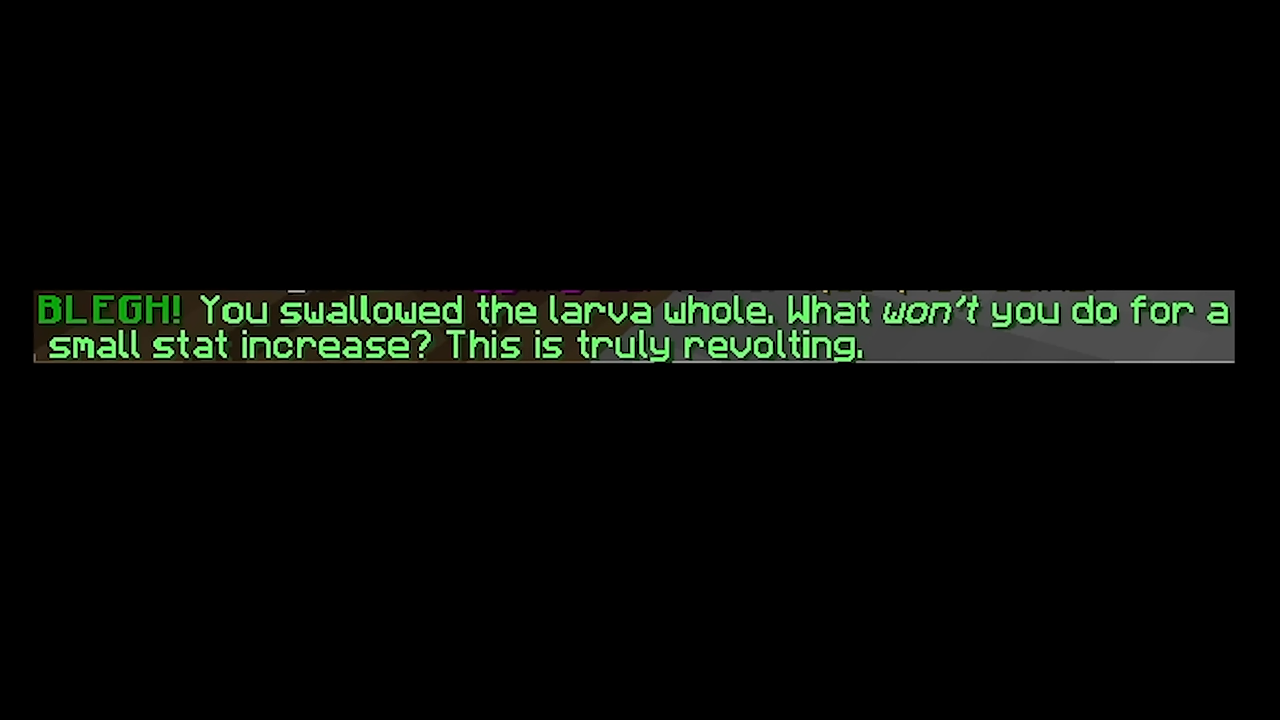 BLEGH! You swallowed the larva whole. What won't you do for a
small stat increase? This is truly revolting.